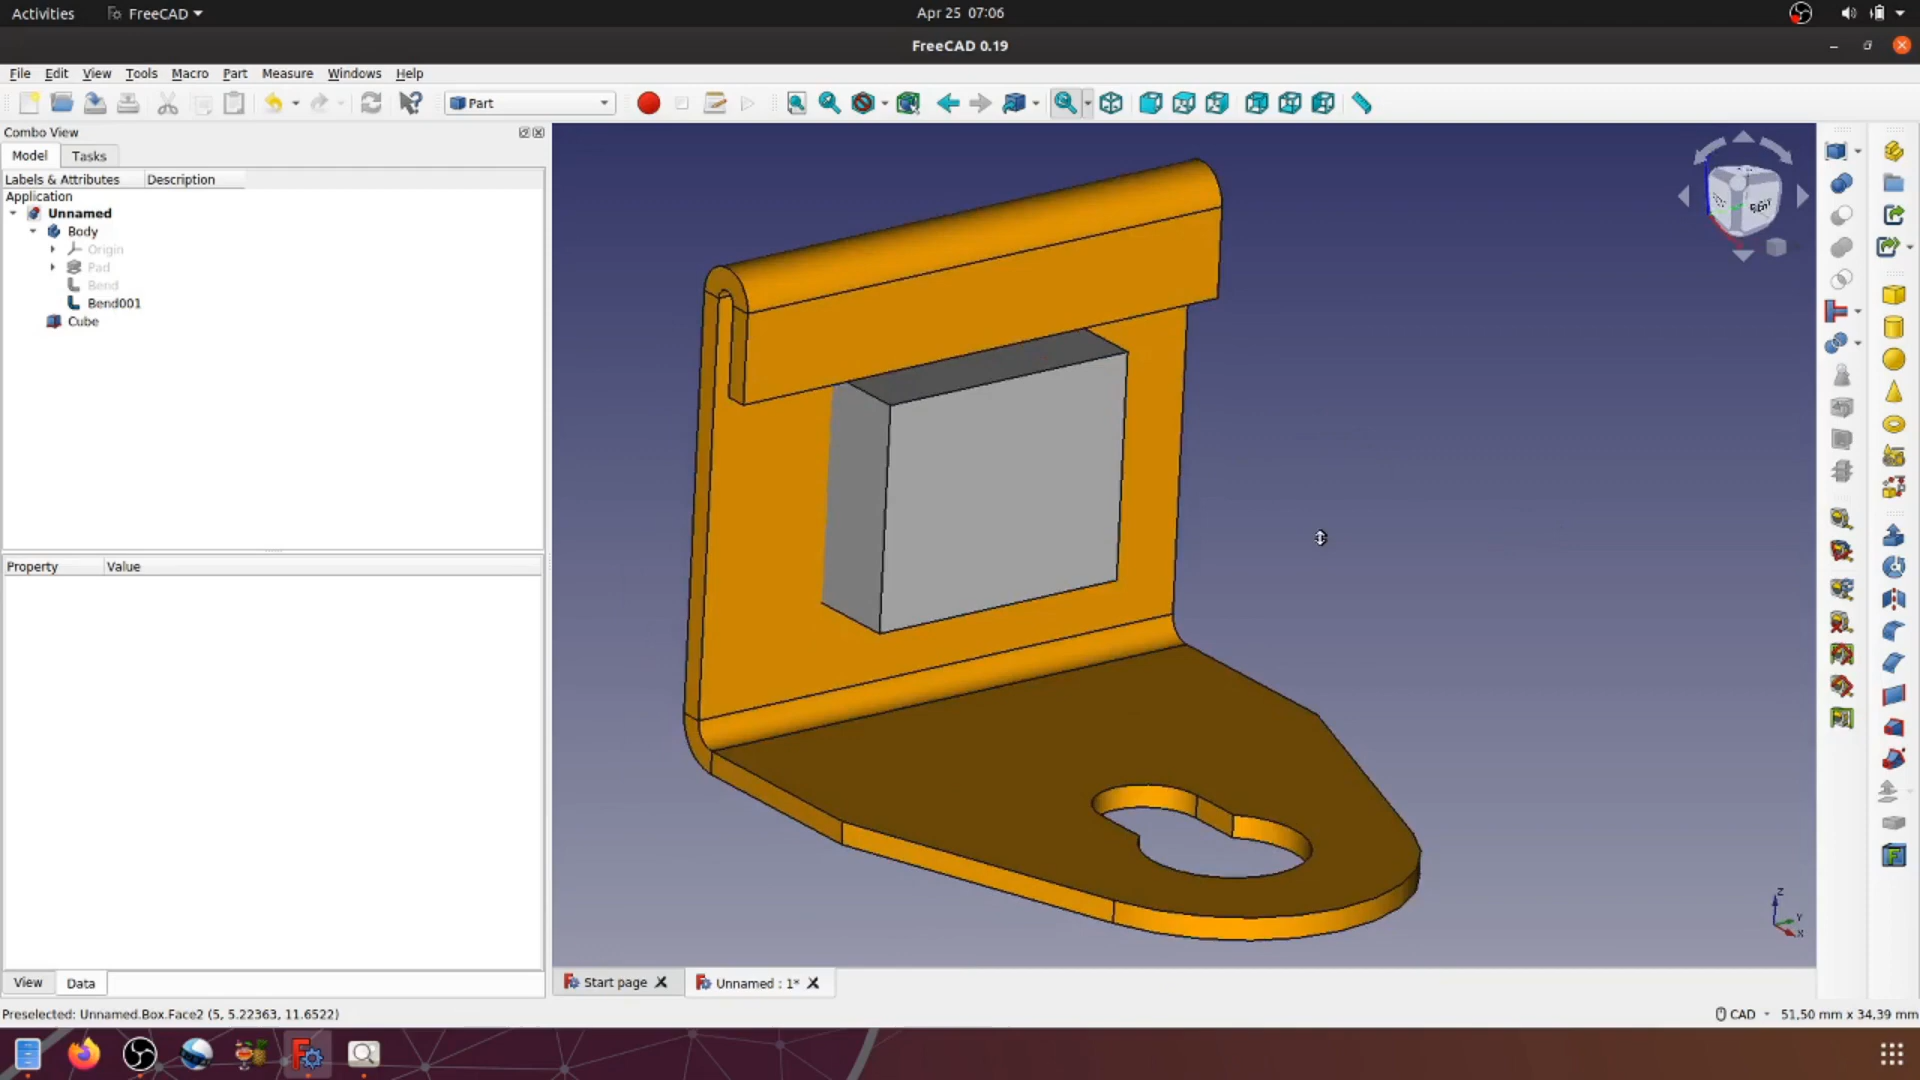 Activities
FreeCAD
Apr 25 07:06
FreeCAD 0.19
File Edit View Tools Macro Part Measure Windows Help
Part
Combo View
Model Tasks
Labels & Attributes Description
Application
Unnamed
Body
Origin
Pad
Bend
Bend001
Cube
RIGHT
Property Value
Z
Y
X
View Data
Start page
Unnamed : 1*
Preselected: Unnamed.Box.Face2 (5, 5.22363, 11.6522)
CAD
51,50 mm x 34,39 mm